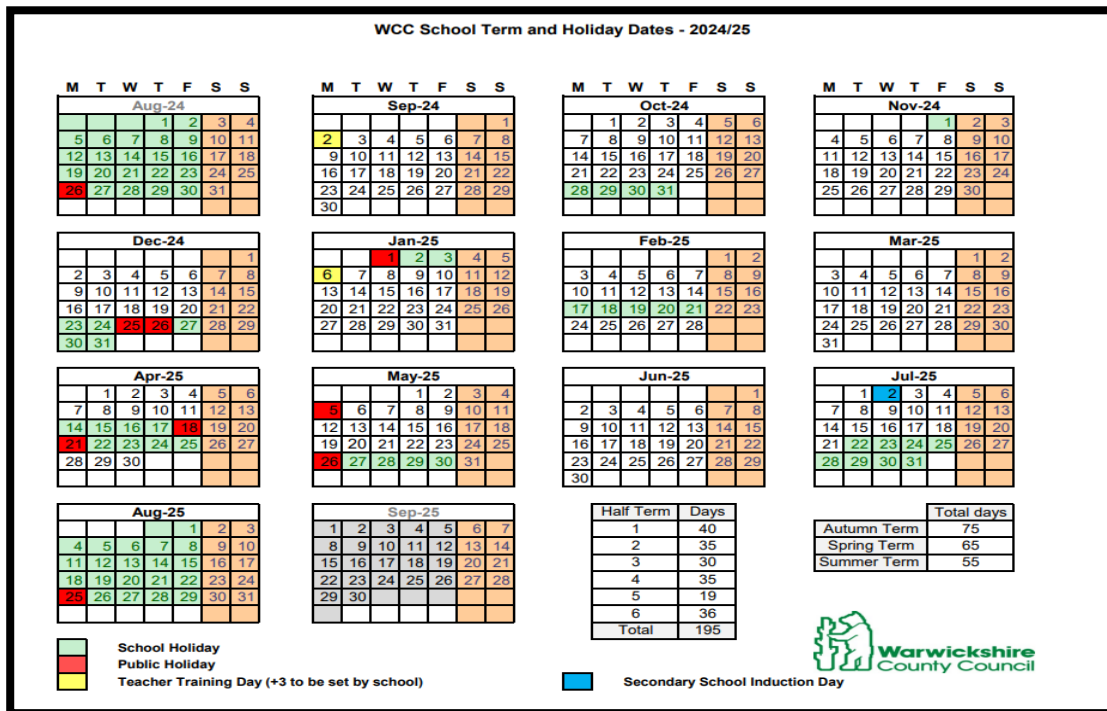 WCC School Term and Holiday Dates - 2024/25
M T W T F S S M T W T F S S M T W T F S S M T W T F S S
Aug-24 Sep-24 Oct-24 Nov-24
1 2 3 4 1 1 2 3 4 5 6 1 2 3
5 6 7 8 9 10 11 2 3 4 5 6 7 8 7 8 9 10 11 12 13 4 5 6 7 8 9 10
12 13 14 15 16 17 18 9 10 11 12 13 14 15 14 15 16 17 18 19 20 11 12 13 14 15 16 17
19 20 21 22 23 24 25 16 17 18 19 20 21 22 21 22 23 24 25 26 27 18 19 20 21 22 23 24
26 27 28 29 30 31 23 24 25 26 27 28 29 28 29 30 31 25 26 27 28 29 30
30
Dec-24 Jan-25 Feb-25 Mar-25
1 1 2 3 4 5 1 2 1 2
2 3 4 5 6 7 8 6 7 8 9 10 11 12 3 4 5 6 7 8 9 3 4 5 6 7 8 9
9 10 11 12 13 14 15 13 14 15 16 17 18 19 10 11 12 13 14 15 16 10 11 12 13 14 15 16
16 17 18 19 20 21 22 20 21 22 23 24 25 26 17 18 19 20 21 22 23 17 18 19 20 21 22 23
23 24 25 26 27 28 29 27 28 29 30 31 24 25 26 27 28 24 25 26 27 28 29 30
30 31 31
Apr-25 May-25 Jun-25 Jul-25
1 2 3 4 5 6 1 2 3 4 1 1 2 3 4 5 6
7 8 9 10 11 12 13 5 6 7 8 9 10 11 2 3 4 5 6 7 8 7 8 9 10 11 12 13
14 15 16 17 18 19 20 12 13 14 15 16 17 18 9 10 11 12 13 14 15 14 15 16 17 18 19 20
21 22 23 24 25 26 27 19 20 21 22 23 24 25 16 17 18 19 20 21 22 21 22 23 24 25 26 27
28 29 30 26 27 28 29 30 31 23 24 25 26 27 28 29 28 29 30 31
30
Aug-25 Sep-25 Half Term Days Total days
1 2 3 1 2 3 4 5 6 7 1 40 Autumn Term 75
4 5 6 7 8 9 10 8 9 10 11 12 13 14 2 35 Spring Term 65
11 12 13 14 15 16 17 15 16 17 18 19 20 21 3 30 Summer Term 55
18 19 20 21 22 23 24 22 23 24 25 26 27 28 4 35
25 26 27 28 29 30 31 29 30 5 19
6 36
Total 195
School Holiday
Public Holiday
Teacher Training Day (+3 to be set by school)
Secondary School Induction Day
Warwickshire
County Council